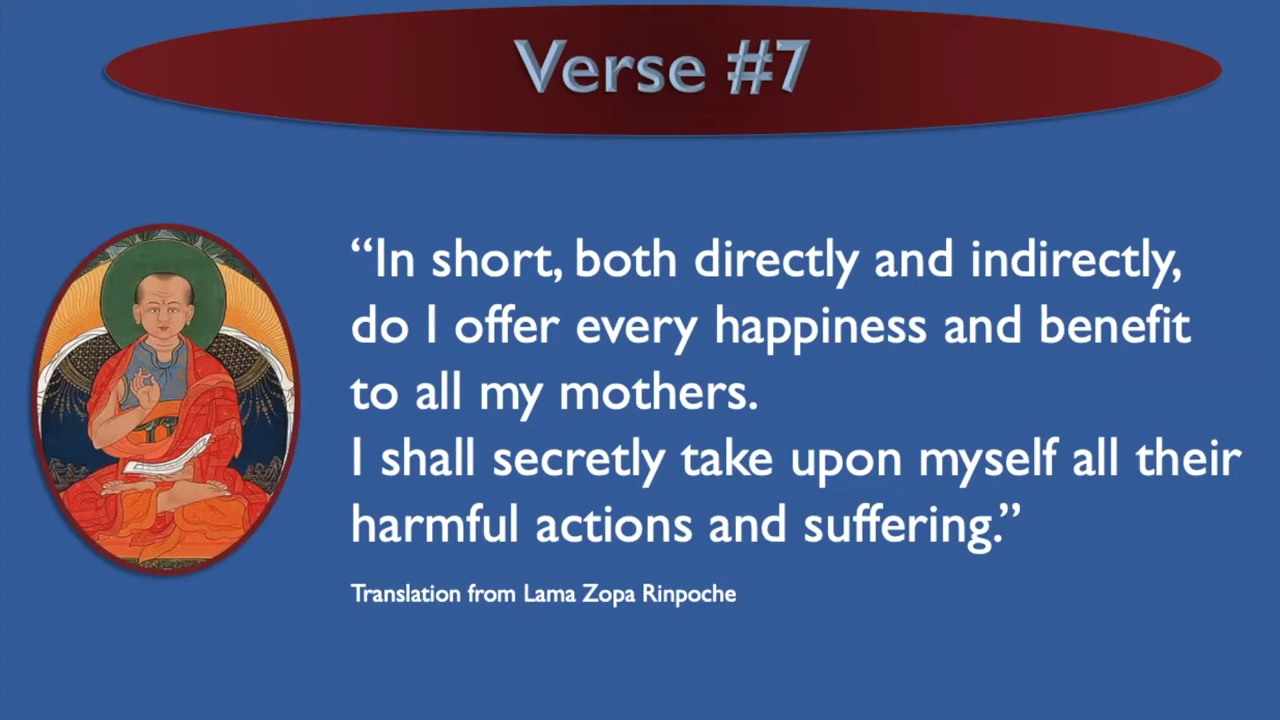 Verse #7
“In short, both directly and indirectly,
do I offer every happiness and benefit
to all my mothers.
I shall secretly take upon myself all their
harmful actions and suffering.”
Translation from Lama Zopa Rinpoche